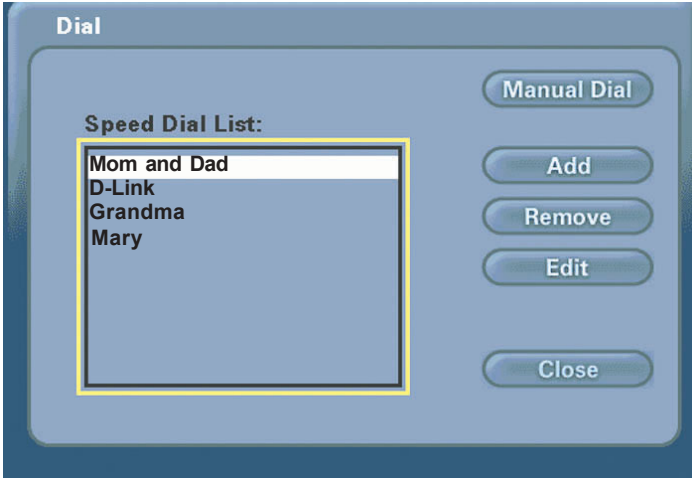 Dial
Manual Dial
Speed Dial List:
Mom and Dad
D-Link
Grandma
Mary
Add
Remove
Edit
Close